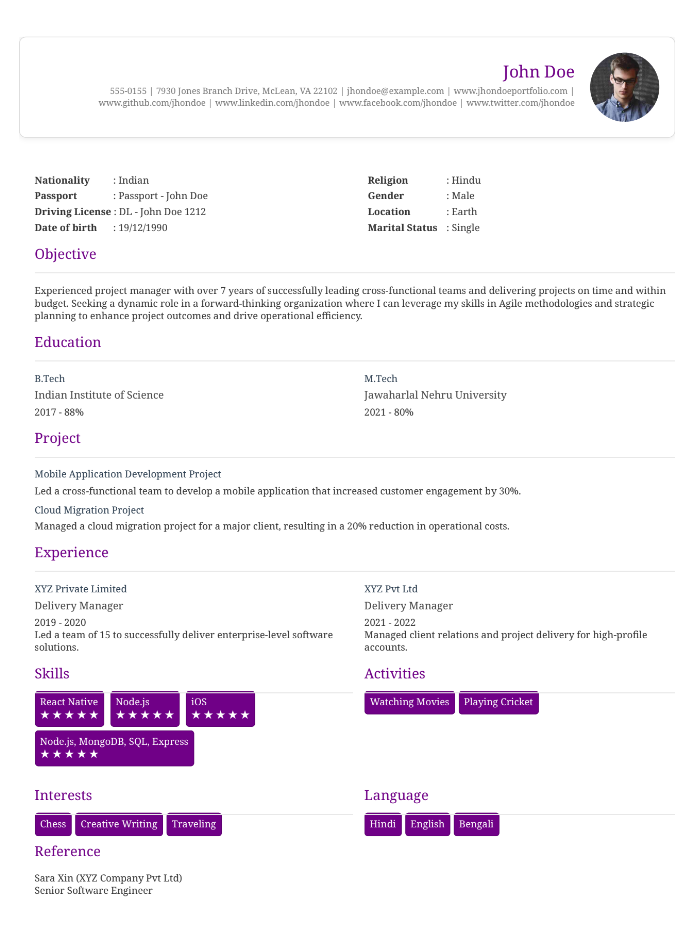 John Doe
555-0155 | 7930 Jones Branch Drive, McLean, VA 22102 | jhondoe@example.com | www.jhondoeportfolio.com |
www.github.com/jhondoe | www.linkedin.com/jhondoe | www.facebook.com/jhondoe | www.twitter.com/jhondoe
Nationality : Indian
Passport : Passport - John Doe
Driving License : DL - John Doe 1212
Date of birth : 19/12/1990
Religion : Hindu
Gender : Male
Location : Earth
Marital Status : Single
Objective
Experienced project manager with over 7 years of successfully leading cross-functional teams and delivering projects on time and within
budget. Seeking a dynamic role in a forward-thinking organization where I can leverage my skills in Agile methodologies and strategic
planning to enhance project outcomes and drive operational efficiency.
Education
B.Tech
Indian Institute of Science
2017 - 88%
M.Tech
Jawaharlal Nehru University
2021 - 80%
Project
Mobile Application Development Project
Led a cross-functional team to develop a mobile application that increased customer engagement by 30%.
Cloud Migration Project
Managed a cloud migration project for a major client, resulting in a 20% reduction in operational costs.
Experience
XYZ Private Limited
Delivery Manager
2019 - 2020
Led a team of 15 to successfully deliver enterprise-level software
solutions.
XYZ Pvt Ltd
Delivery Manager
2021 - 2022
Managed client relations and project delivery for high-profile
accounts.
Skills
React Native
★ ★ ★ ★ ★
Node.js
★ ★ ★ ★ ★
iOS
★ ★ ★ ★ ★
Node.js, MongoDB, SQL, Express
★ ★ ★ ★ ★
Activities
Watching Movies
Playing Cricket
Interests
Chess
Creative Writing
Traveling
Language
Hindi
English
Bengali
Reference
Sara Xin (XYZ Company Pvt Ltd)
Senior Software Engineer